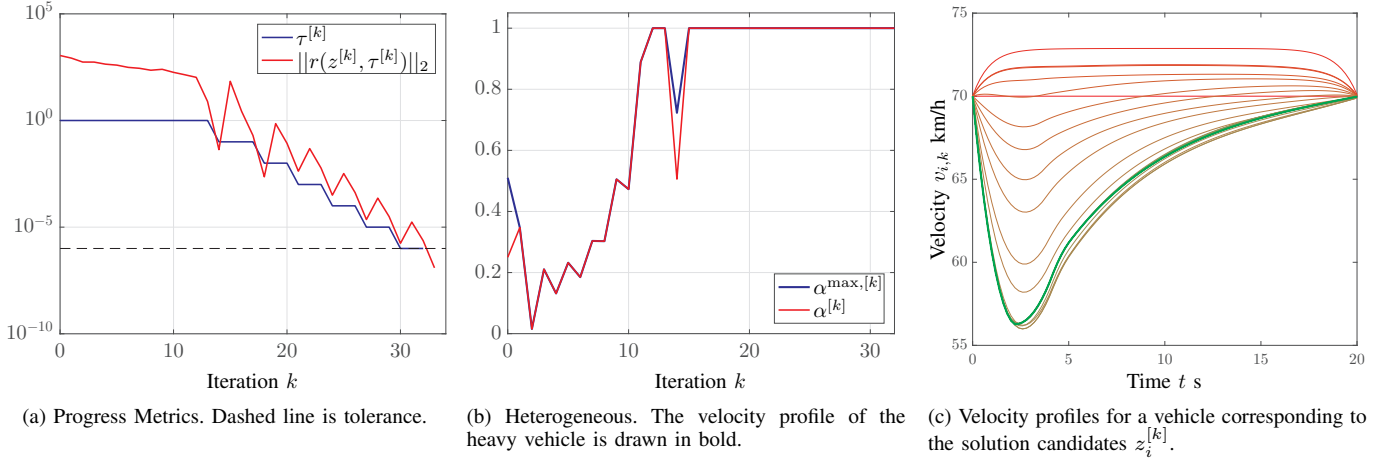 10^5
10^0
10^{-5}
10^{-10}
τ^{[k]}
||r(z^{[k]}, τ^{[k]})||_2
0 10 20 30
Iteration k
(a) Progress Metrics. Dashed line is tolerance.
1
0.8
0.6
0.4
0.2
0
α^{max,[k]}
α^{[k]}
0 10 20 30
Iteration k
(b) Heterogeneous. The velocity profile of the
heavy vehicle is drawn in bold.
Velocity v_{i,k} km/h
75
70
65
60
55
0 5 10 15 20
Time t s
(c) Velocity profiles for a vehicle corresponding to
the solution candidates z_i^{[k]}.